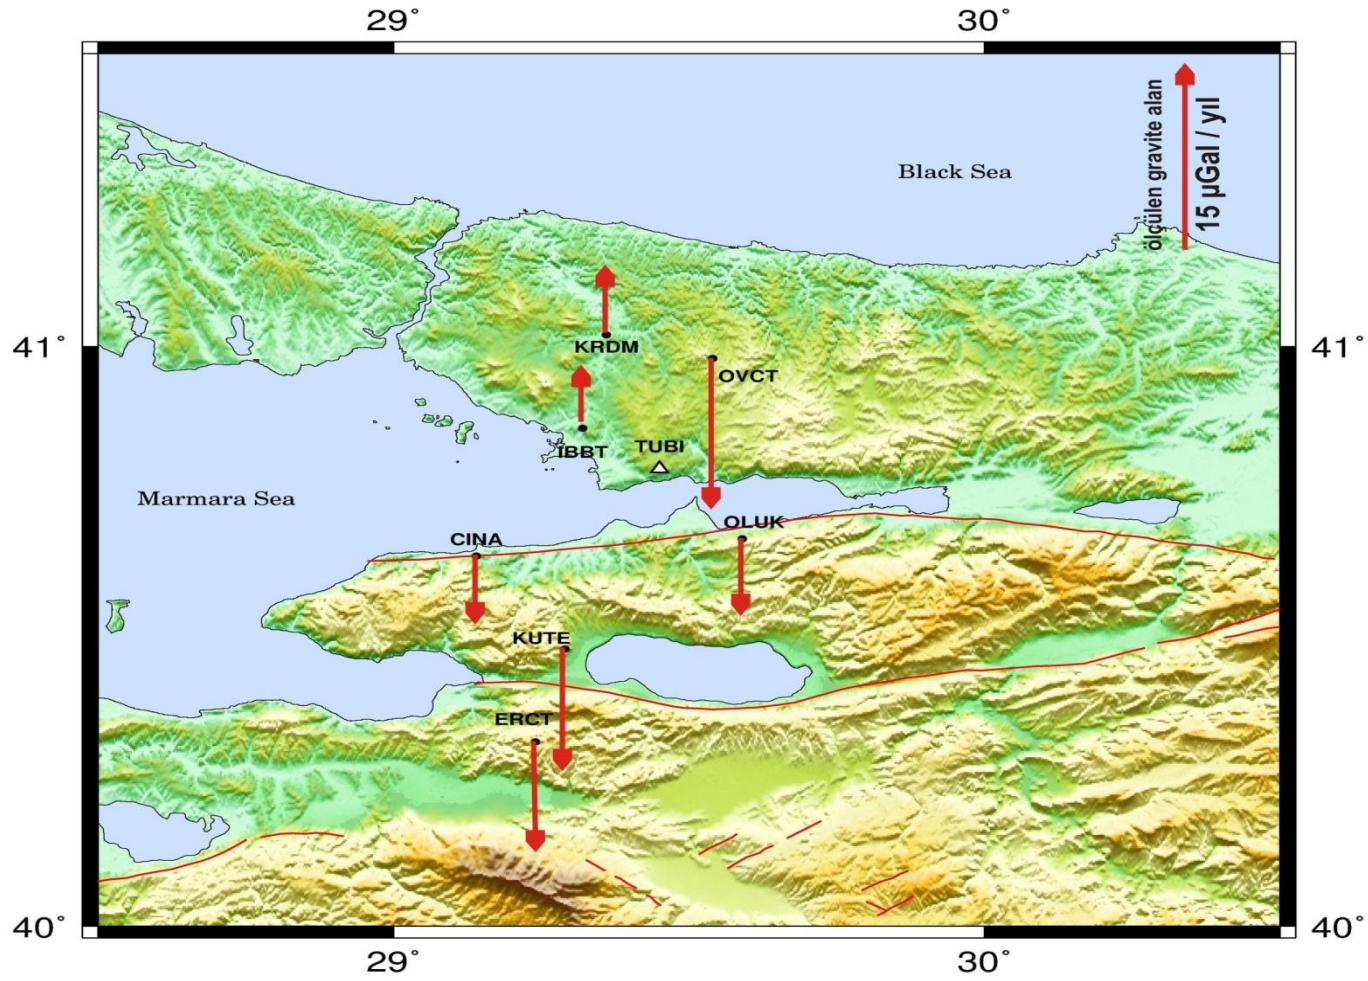 29°
30°
ölçülen gravite alan
15 µGal / yıl
Black Sea
41°
KRDM
41°
OVCT
TUBI
İBBT
Marmara Sea
OLUK
CINA
KUTE
ERCT
40°
40°
29°
30°